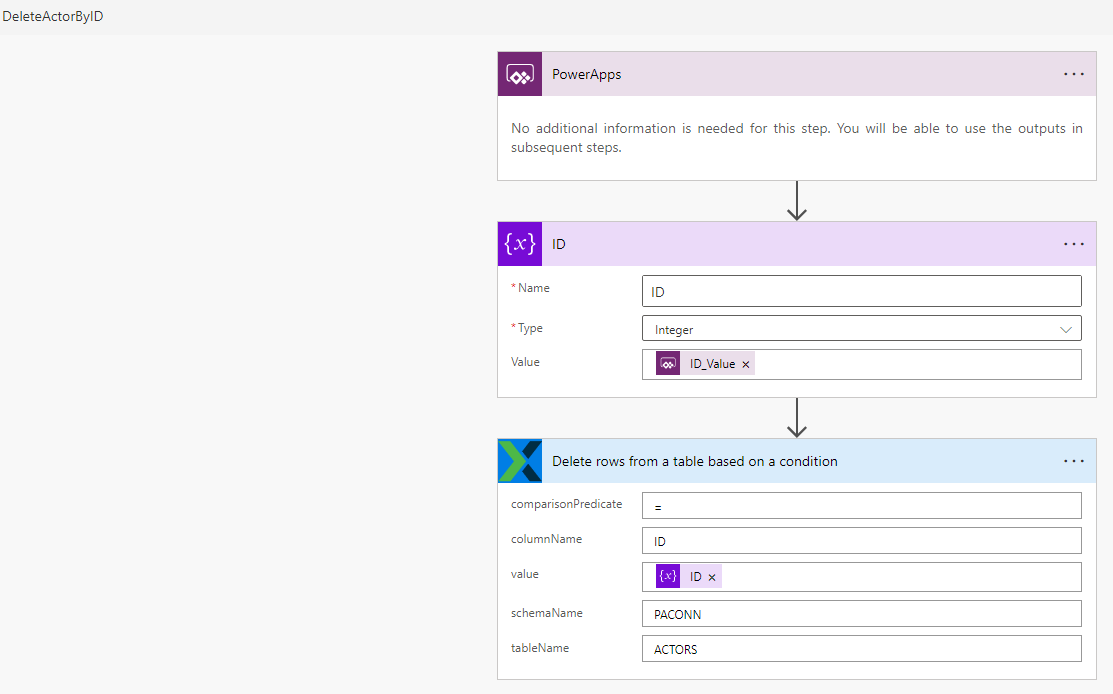 DeleteActorByID
PowerApps
No additional information is needed for this step. You will be able to use the outputs in
subsequent steps.
{x} ID
* Name ID
* Type Integer
Value ID_Value ×
Delete rows from a table based on a condition
comparisonPredicate =
columnName ID
value {x} ID ×
schemaName PACONN
tableName ACTORS